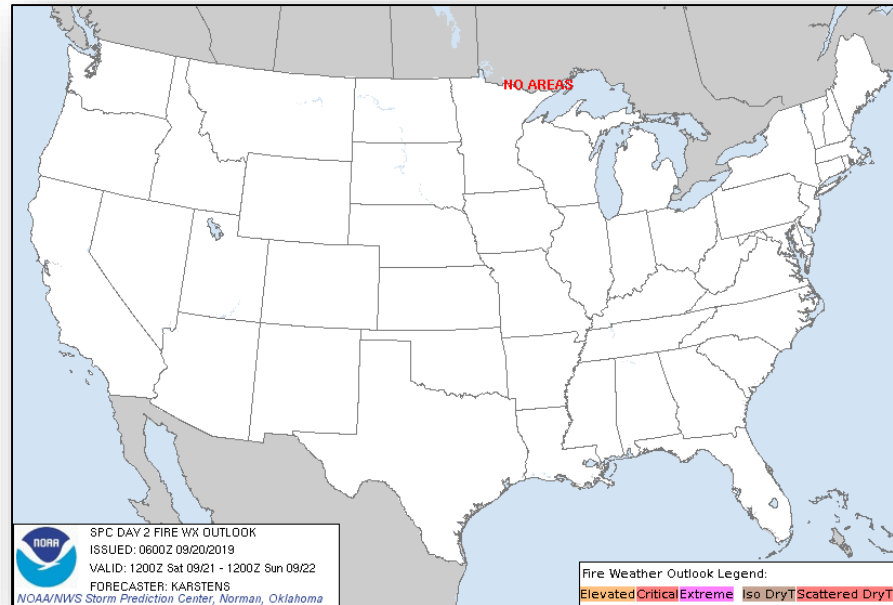 NO AREAS
NOAA
SPC DAY 2 FIRE WX OUTLOOK
ISSUED: 0600Z 09/20/2019
VALID: 1200Z Sat 09/21 - 1200Z Sun 09/22
FORECASTER: KARSTENS
NOAA/NWS Storm Prediction Center, Norman, Oklahoma
Fire Weather Outlook Legend:
Elevated Critical Extreme Iso DryT Scattered DryT